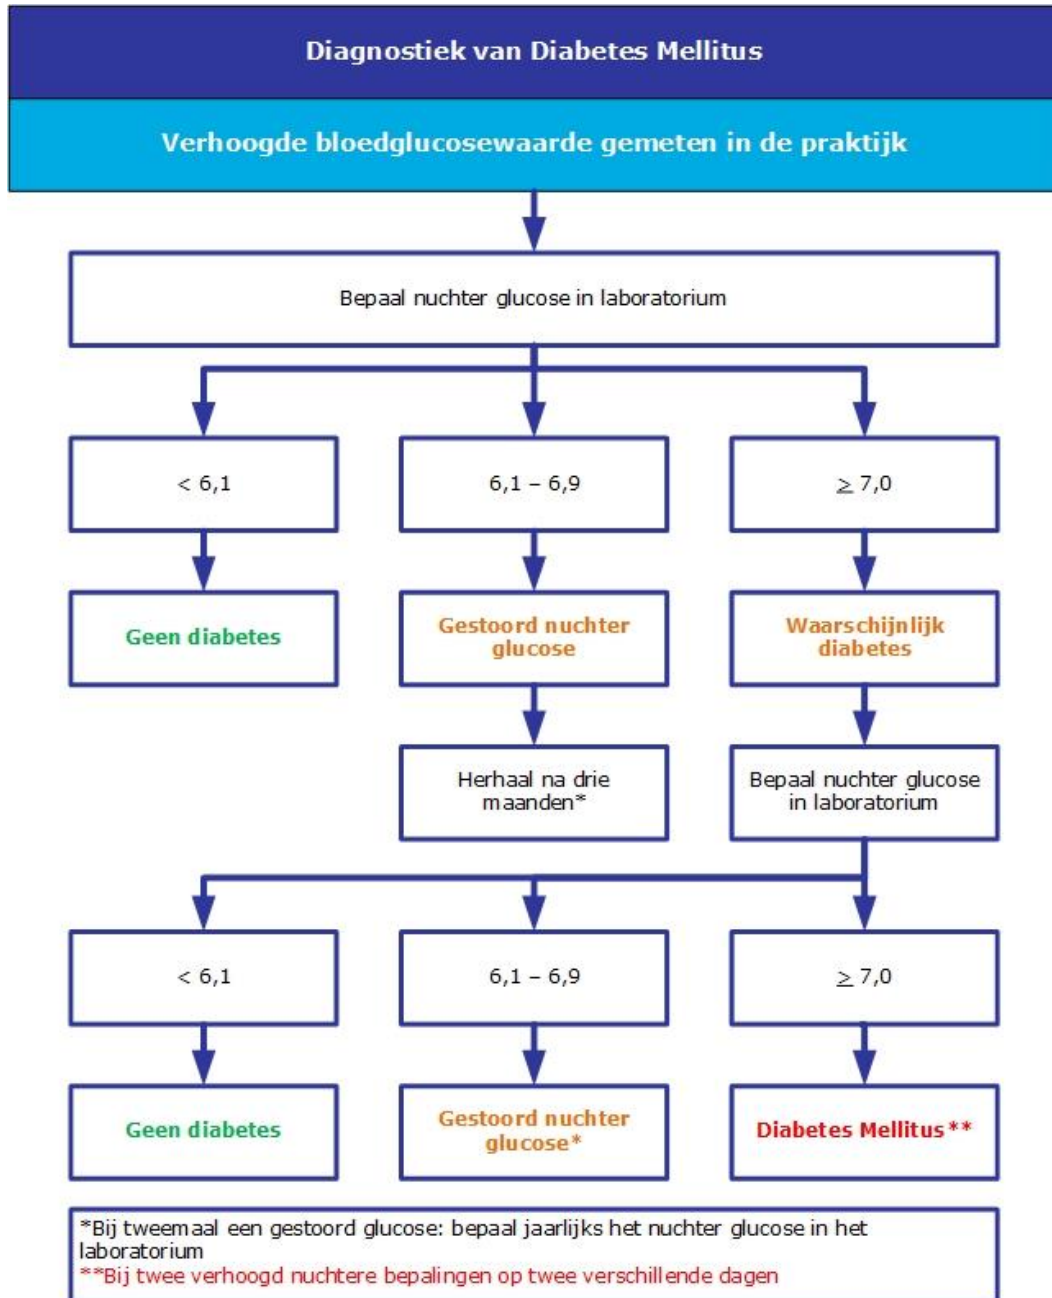 Diagnostiek van Diabetes Mellitus
Verhoogde bloedglucosewaarde gemeten in de praktijk
Bepaal nuchter glucose in laboratorium
< 6,1
6,1 – 6,9
≥ 7,0
Geen diabetes
Gestoord nuchter
glucose
Waarschijnlijk
diabetes
Herhaal na drie
maanden*
Bepaal nuchter glucose
in laboratorium
< 6,1
6,1 – 6,9
≥ 7,0
Geen diabetes
Gestoord nuchter
glucose*
Diabetes Mellitus**
*Bij tweemaal een gestoord glucose: bepaal jaarlijks het nuchter glucose in het
laboratorium
**Bij twee verhoogd nuchtere bepalingen op twee verschillende dagen